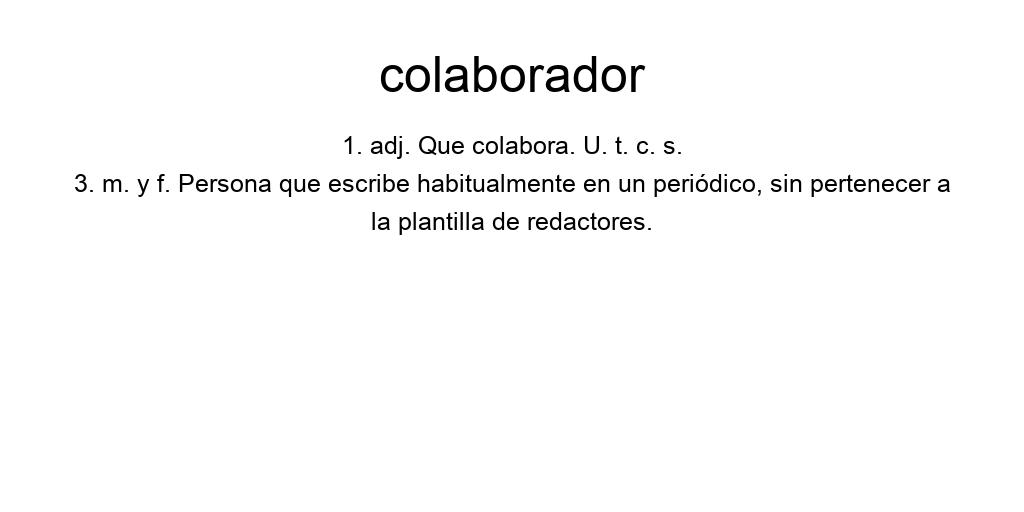 colaborador
1. adj. Que colabora. U. t. c. s.
3. m. y f. Persona que escribe habitualmente en un periódico, sin pertenecer a
la plantilla de redactores.